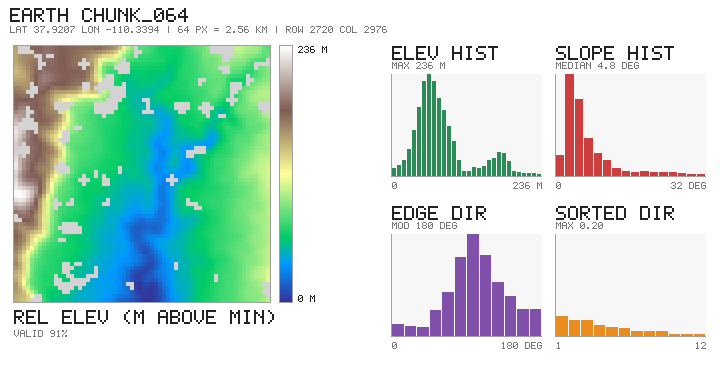 EARTH CHUNK_064
LAT 37.9207 LON -110.3394 | 64 PX = 2.56 KM | ROW 2720 COL 2976
236 M
0 M
REL ELEV (M ABOVE MIN)
VALID 91%
ELEV HIST
MAX 236 M
0 236 M
SLOPE HIST
MEDIAN 4.8 DEG
0 32 DEG
EDGE DIR
MOD 180 DEG
0 180 DEG
SORTED DIR
MAX 0.20
1 12